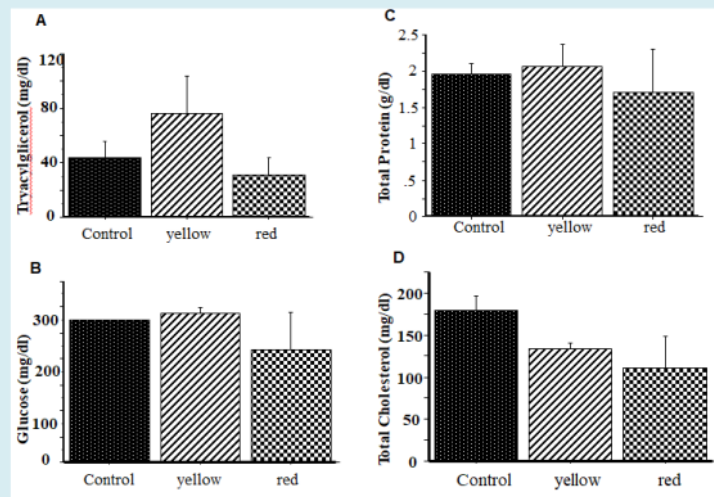 A
Tryacylglicerol (mg/dl)
120
80
40
0
Control yellow red
B
Glucose (mg/dl)
300
200
100
0
Control yellow red
C
Total Protein (g/dl)
2.5
2
1.5
1
.5
0
Control yellow red
D
Total Cholesterol (mg/dl)
200
150
100
50
0
Control yellow red